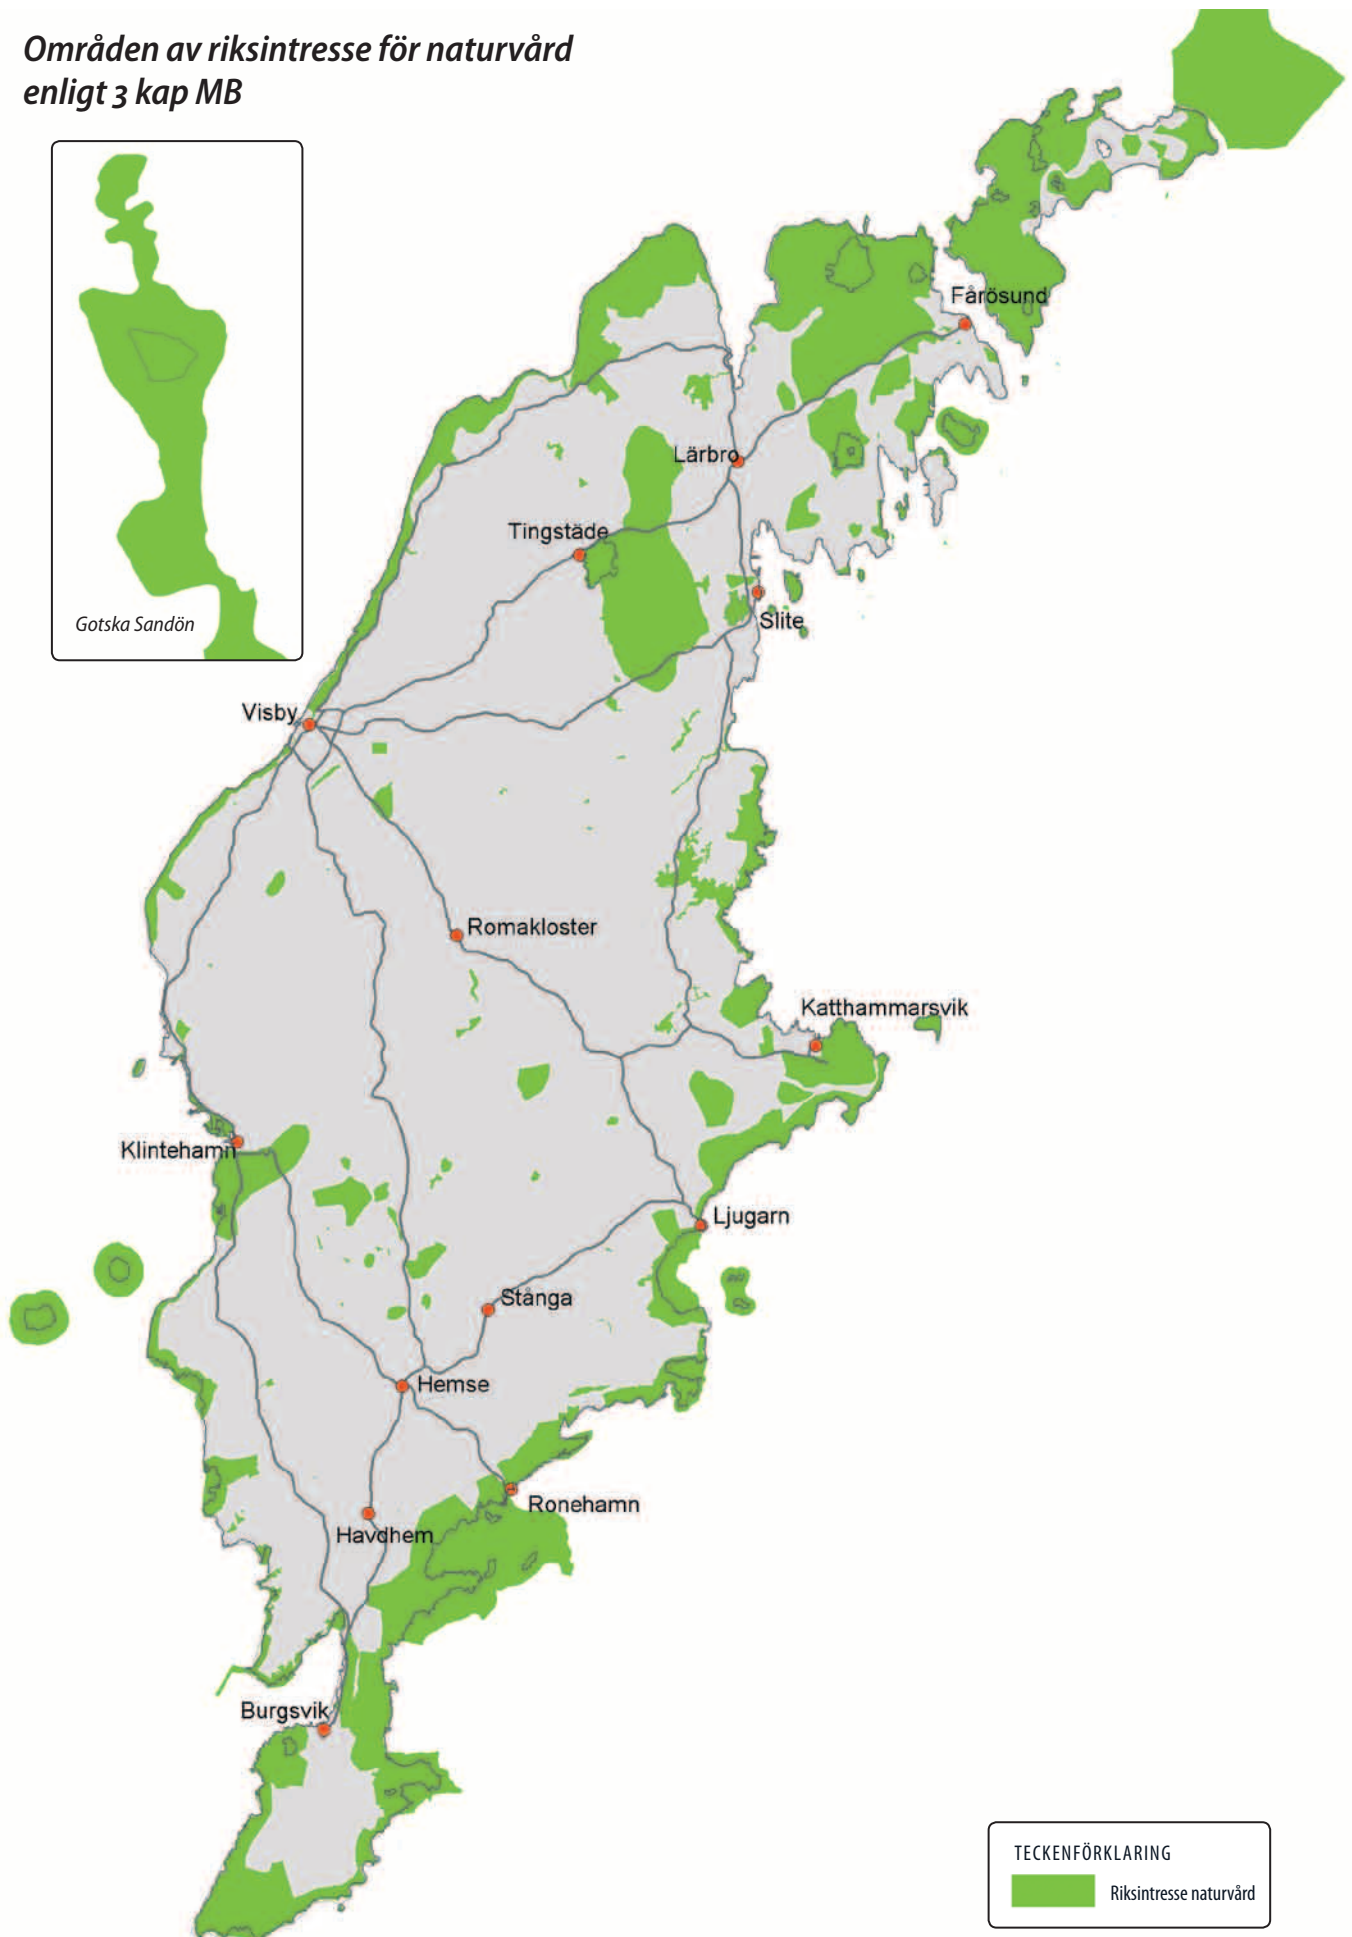 Områden av riksintresse för naturvård
enligt 3 kap MB
Gotska Sandön
Fårösund
Lärbro
Tingstäde
Slite
Visby
Romakloster
Katthammarsvik
Klintehamn
Ljugarn
Stånga
Hemse
Ronehamn
Havdhem
Burgsvik
TECKENFÖRKLARING
Riksintresse naturvård